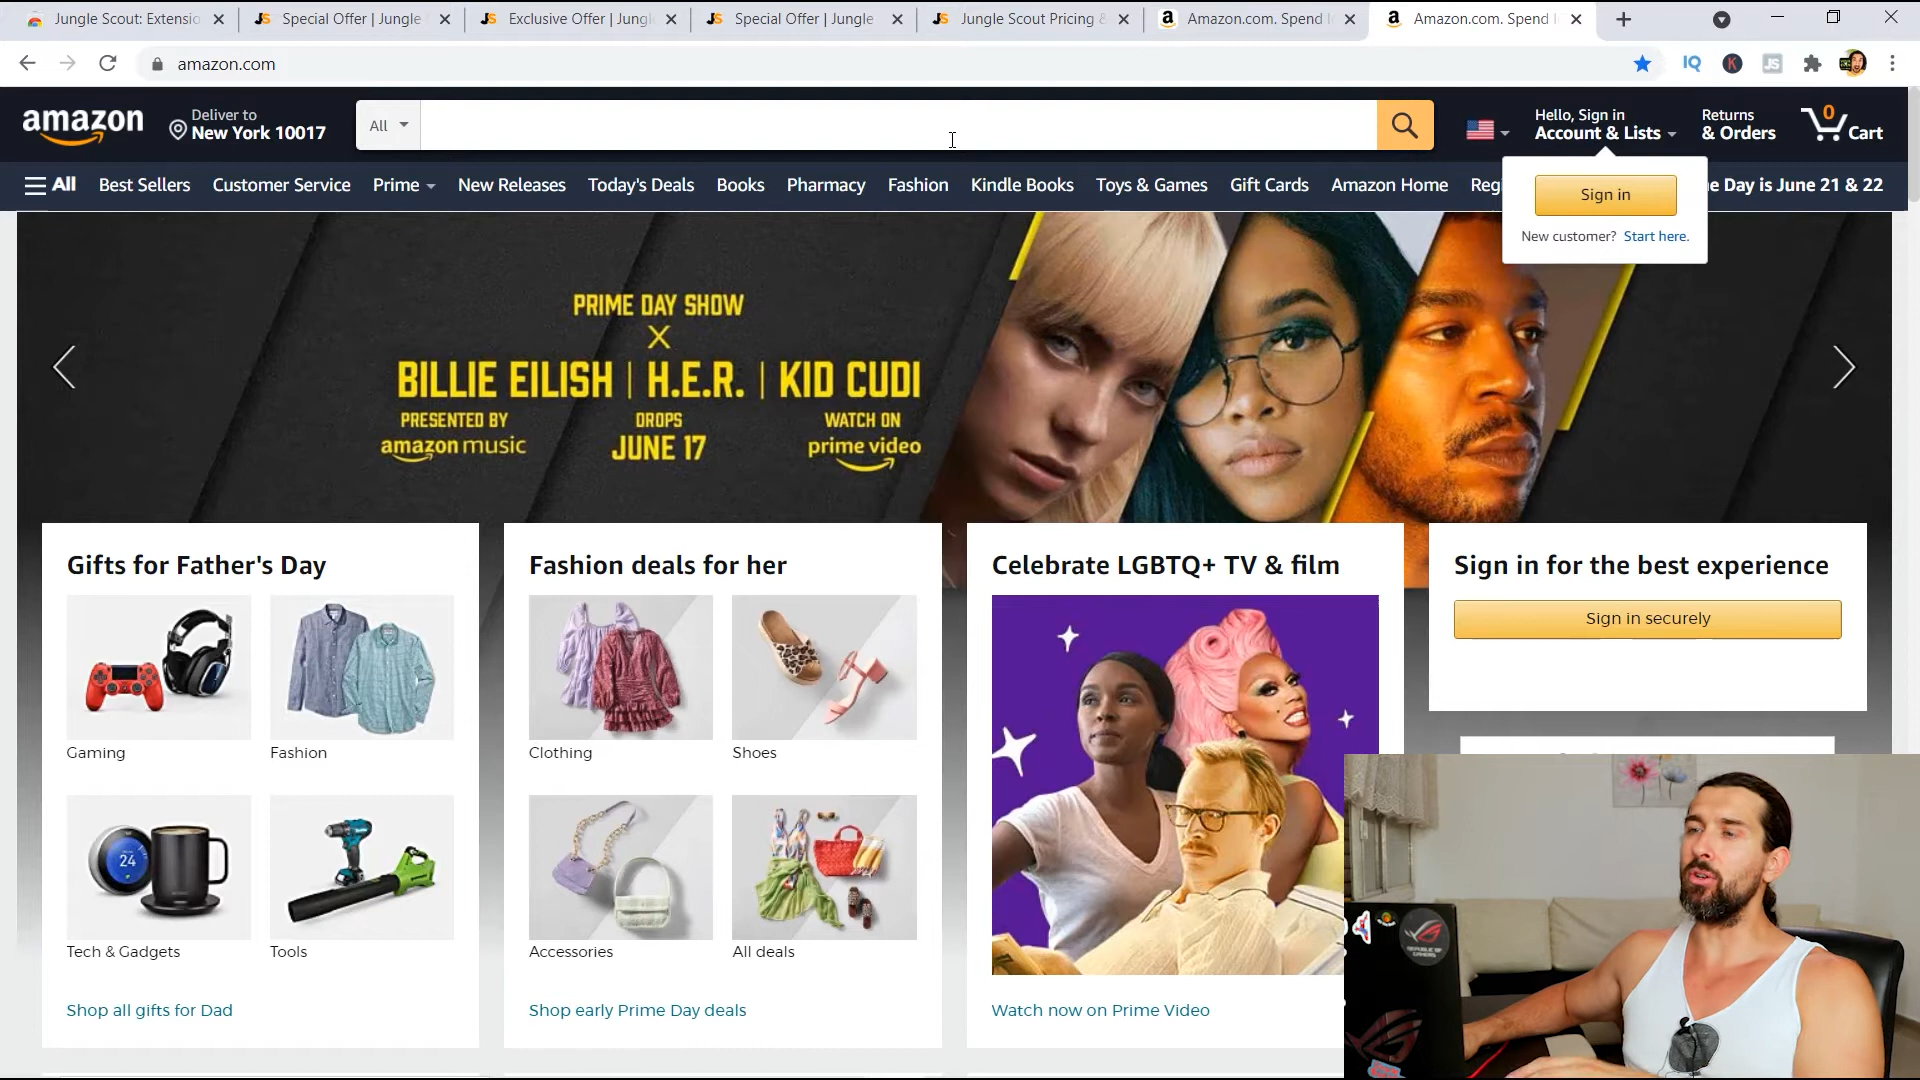 Jungle Scout: Extensio
Special Offer | Jungle
Exclusive Offer | Jungl
Special Offer | Jungle
Jungle Scout Pricing &
Amazon.com. Spend l
Amazon.com. Spend l
amazon.com
IQ
K
JS
amazon
Deliver to
New York 10017
All
Hello, Sign in
Account & Lists
Returns
& Orders
0
Cart
All
Best Sellers
Customer Service
Prime
New Releases
Today's Deals
Books
Pharmacy
Fashion
Kindle Books
Toys & Games
Gift Cards
Amazon Home
Reg
e Day is June 21 & 22
Sign in
New customer? Start here.
PRIME DAY SHOW
X
BILLIE EILISH | H.E.R. | KID CUDI
PRESENTED BY
amazon music
DROPS
JUNE 17
WATCH ON
prime video
Gifts for Father's Day
Gaming
Fashion
24
Tech & Gadgets
Tools
Shop all gifts for Dad
Fashion deals for her
Clothing
Shoes
Accessories
All deals
Shop early Prime Day deals
Celebrate LGBTQ+ TV & film
Watch now on Prime Video
Sign in for the best experience
Sign in securely
REPUBLIC OF
GAMERS